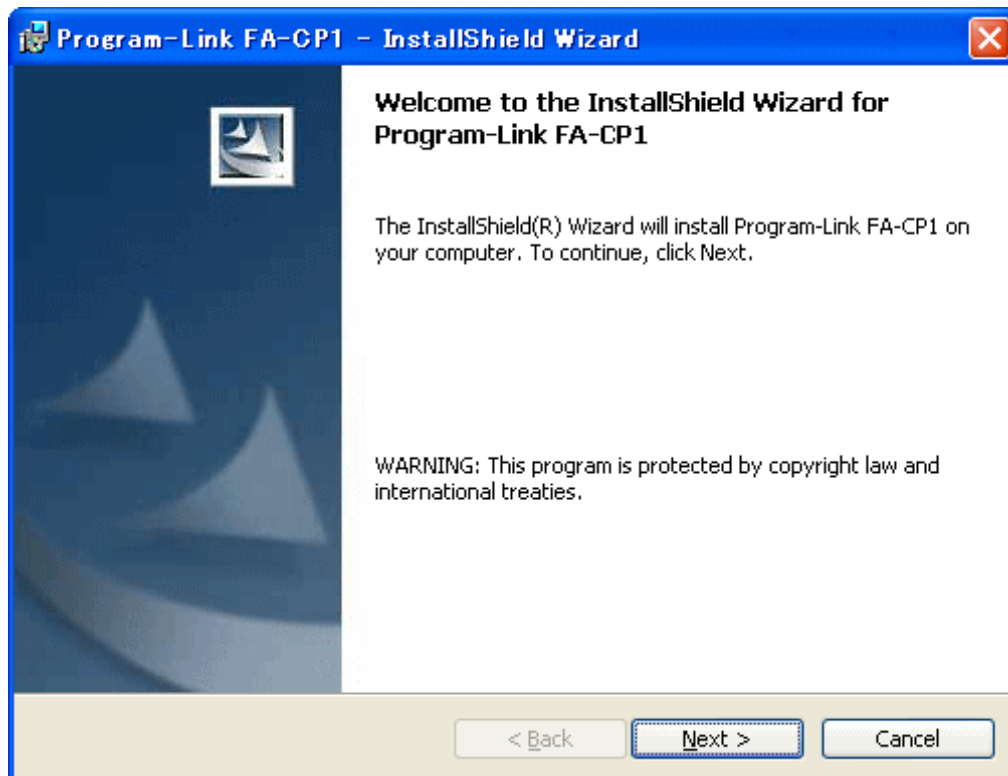 Program-Link FA-CP1 - InstallShield Wizard
Welcome to the InstallShield Wizard for
Program-Link FA-CP1
The InstallShield(R) Wizard will install Program-Link FA-CP1 on
your computer. To continue, click Next.
WARNING: This program is protected by copyright law and
international treaties.
< Back
Next >
Cancel